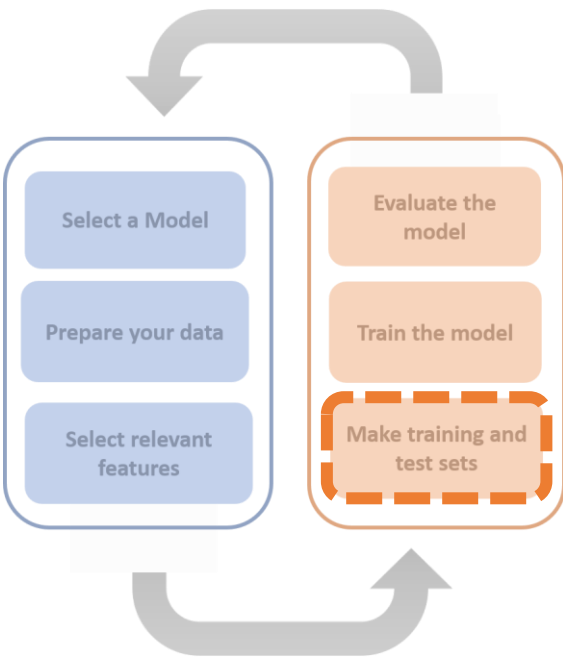 Select a Model
Prepare your data
Select relevant
features
Evaluate the
model
Train the model
Make training and
test sets